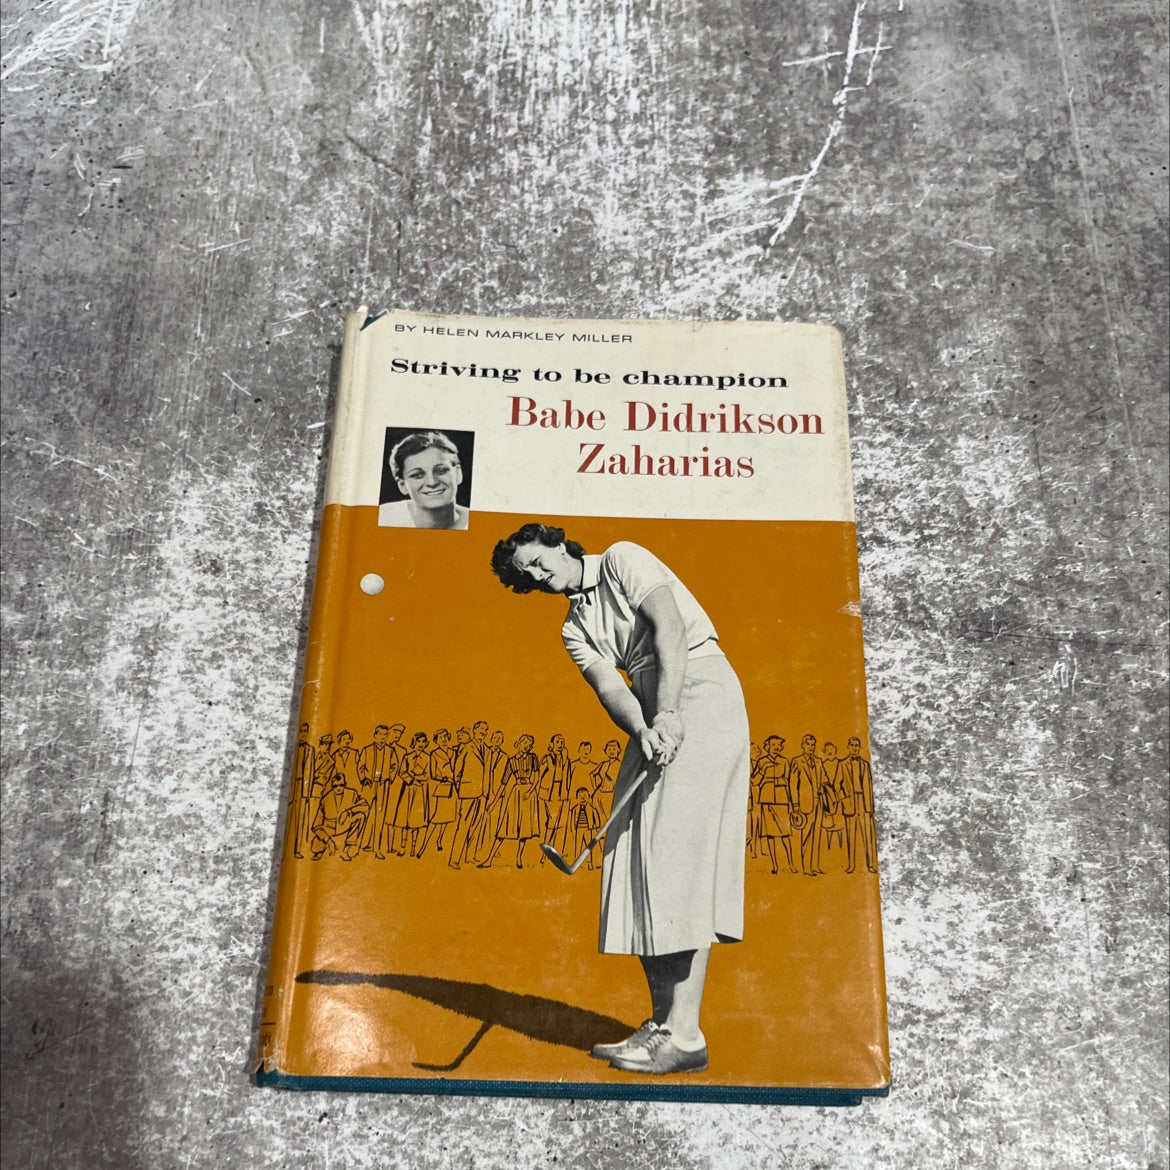 BY HELEN MARKLEY MILLER
Striving to be champion
Babe Didrikson
Zaharias